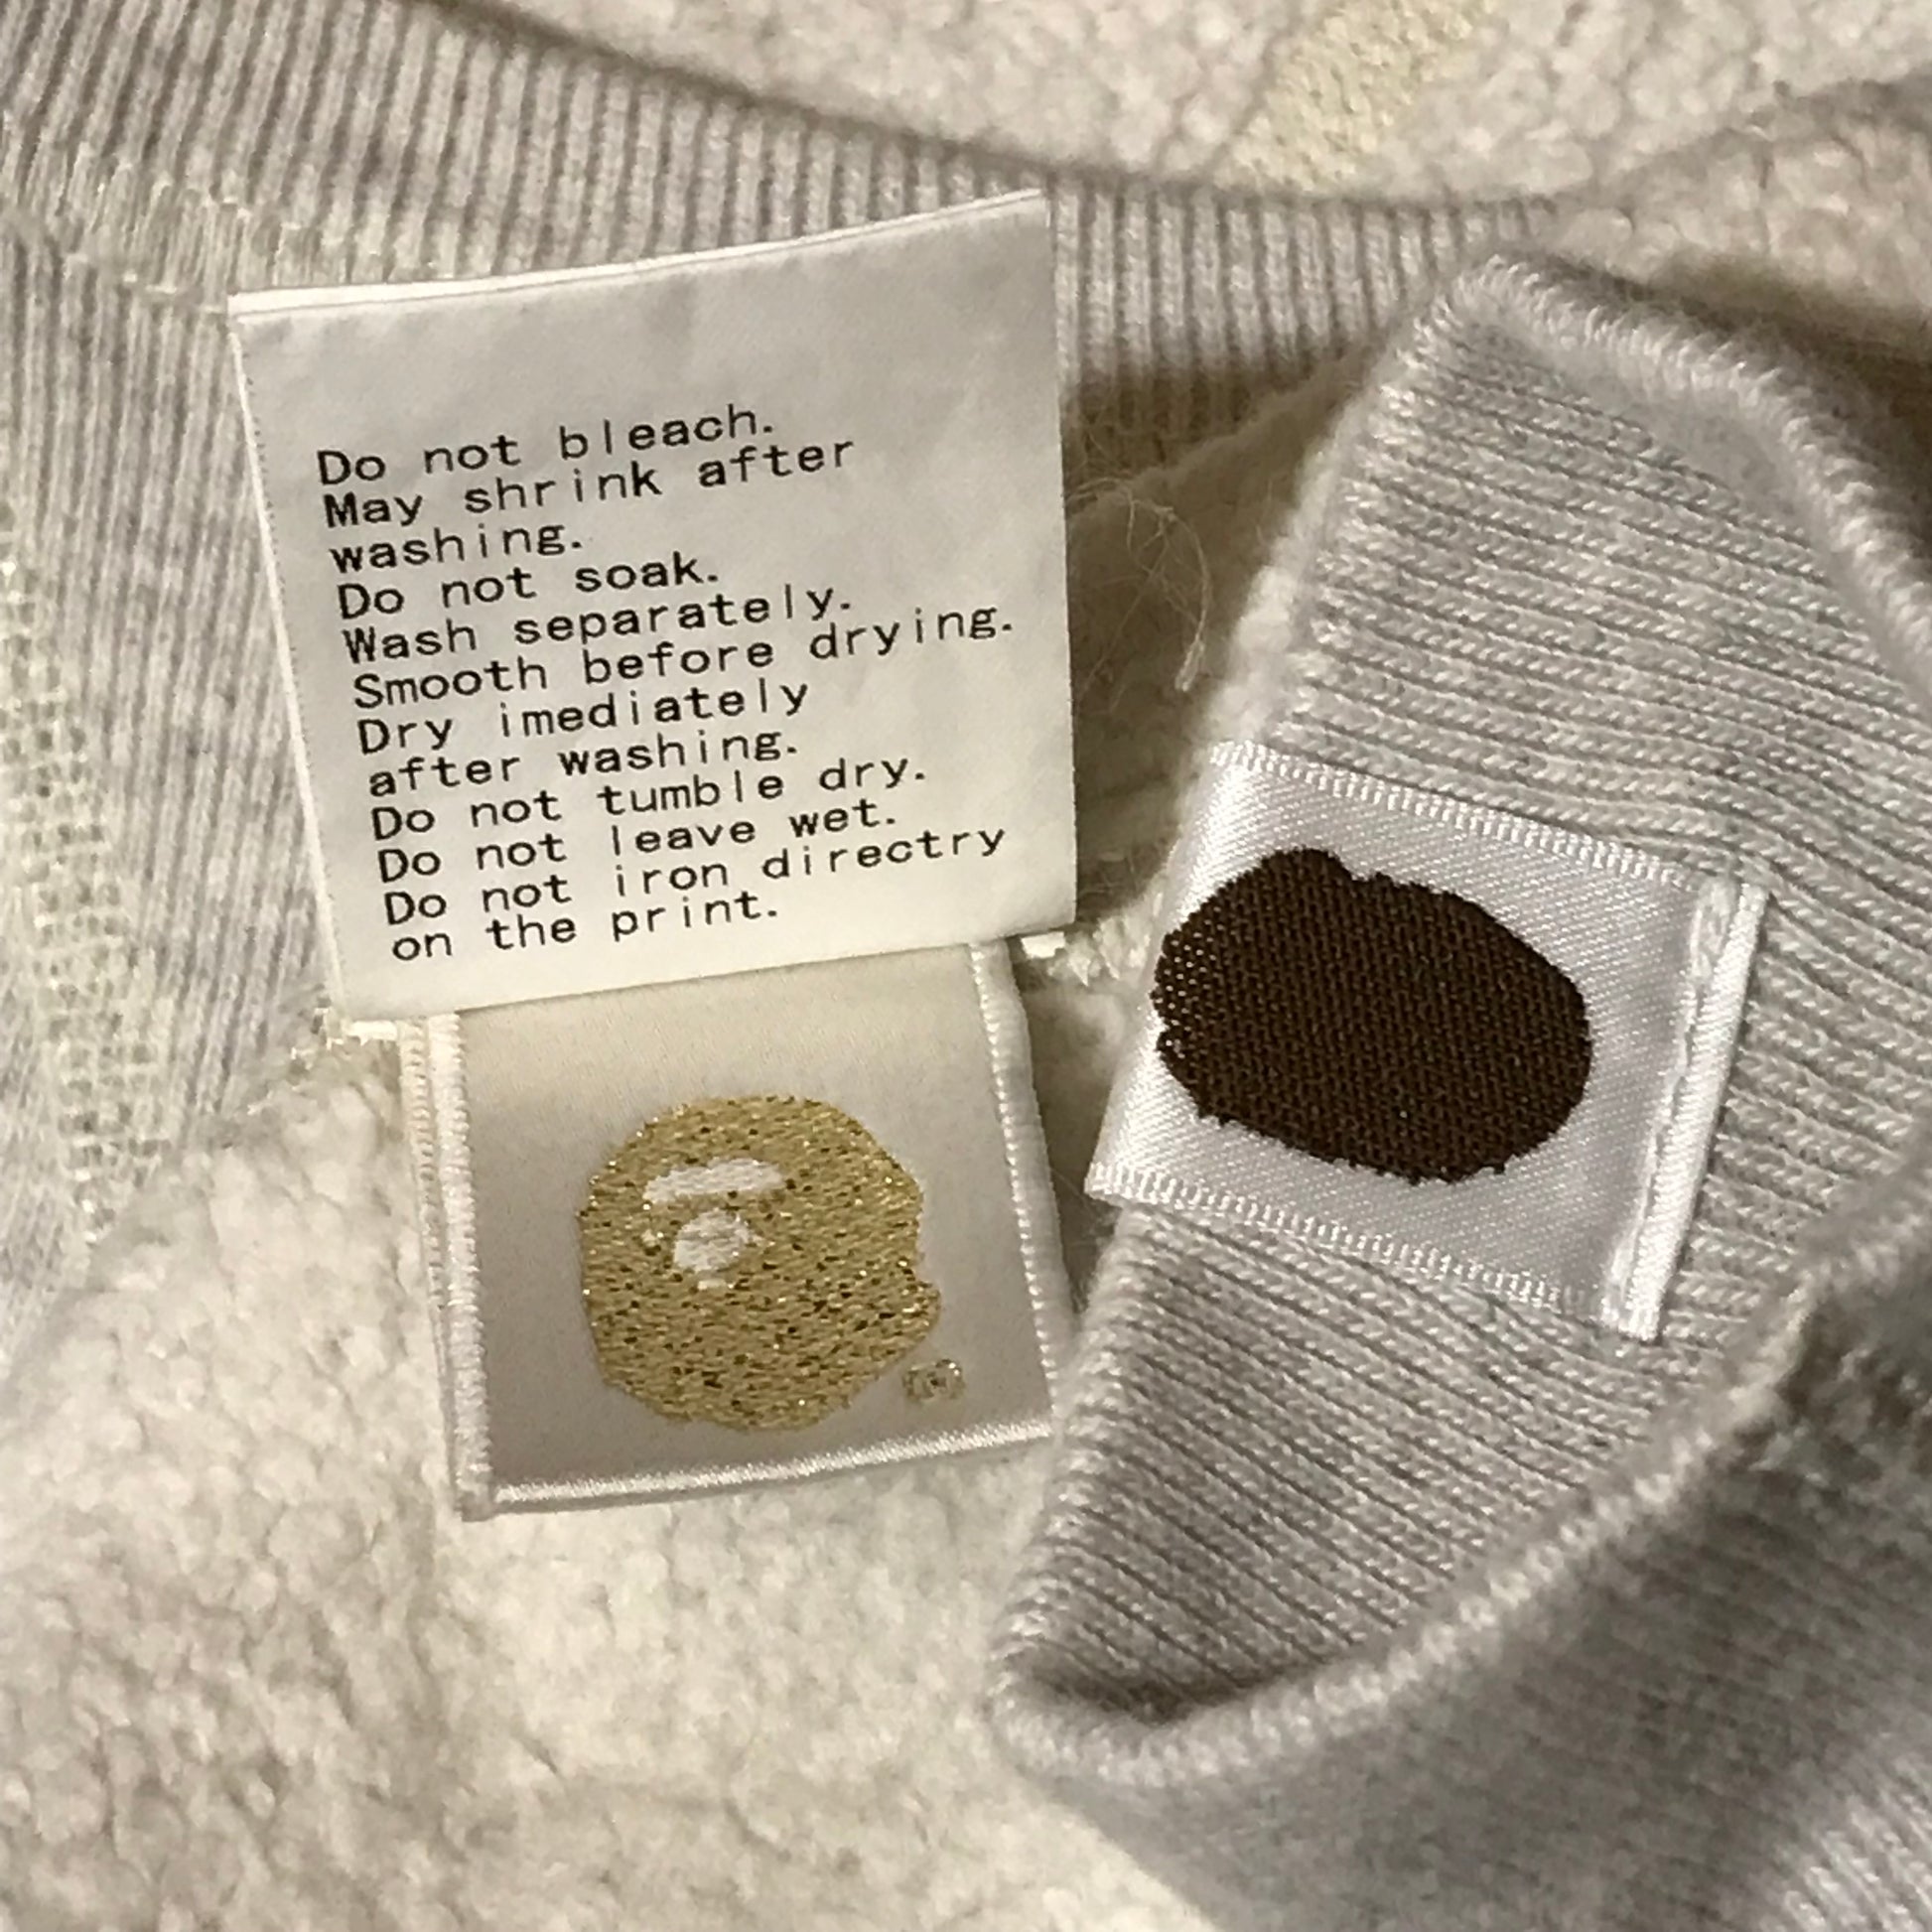 Do not bleach.
May shrink after
washing.
Do not soak.
Wash separately.
Smooth before drying.
Dry imediately
after washing.
Do not tumble dry.
Do not leave wet.
Do not iron directry
on the print.